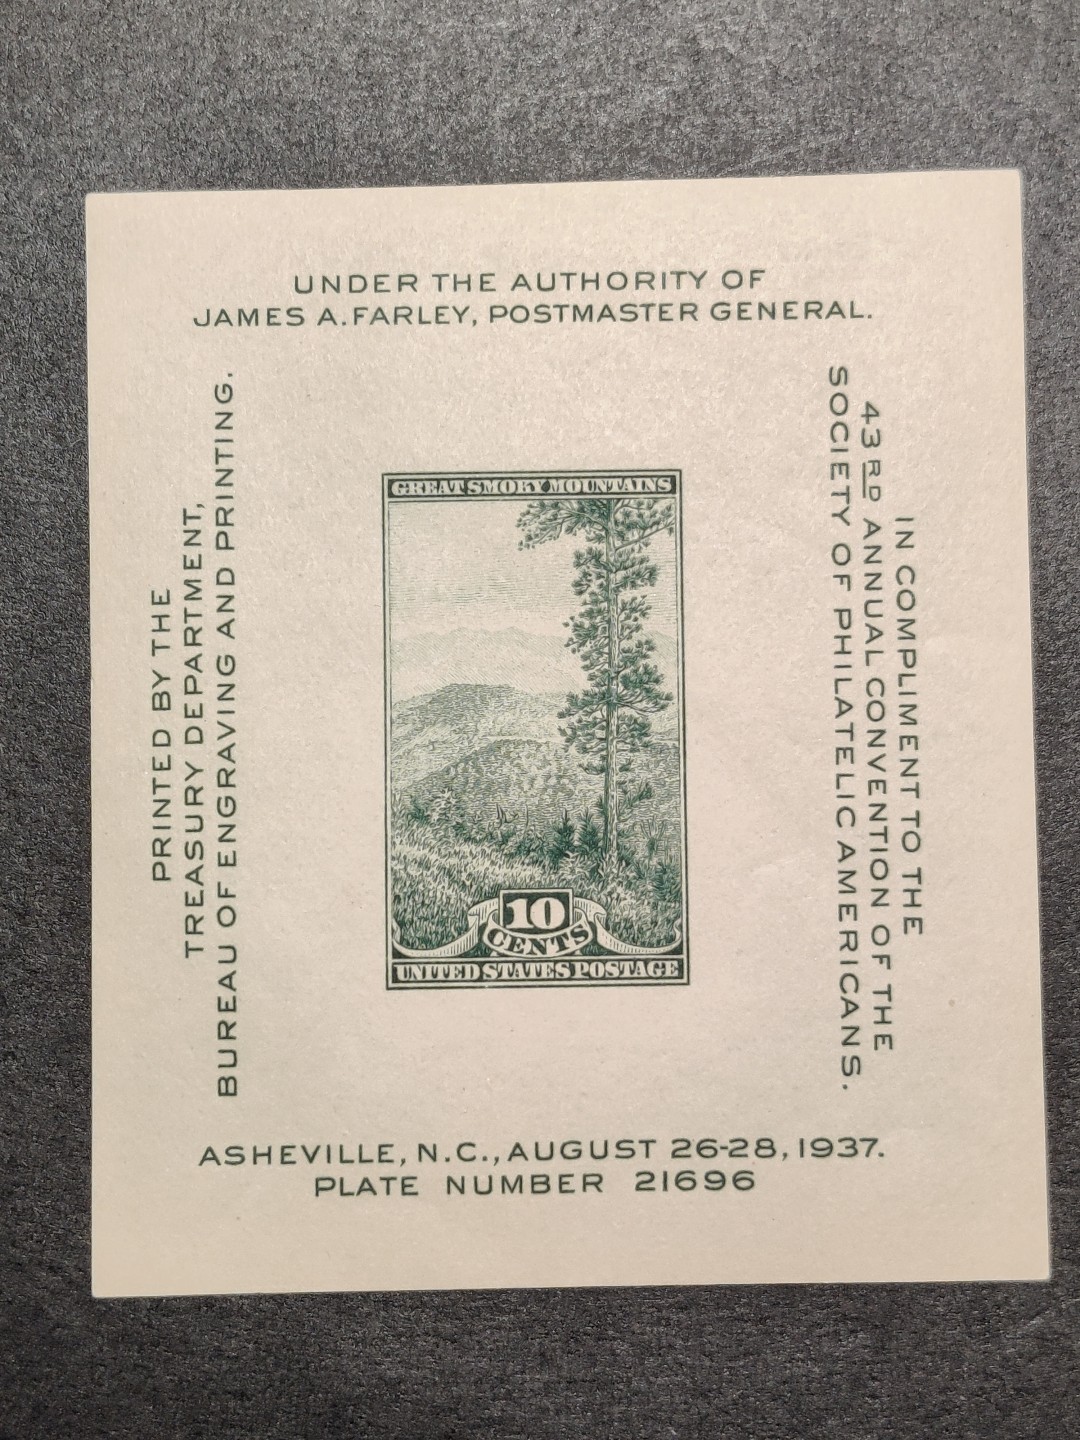 UNDER THE AUTHORITY OF
JAMES A. FARLEY, POSTMASTER GENERAL.
PRINTED BY THE
TREASURY DEPARTMENT,
BUREAU OF ENGRAVING AND PRINTING.
GREAT SMOKY MOUNTAINS
10
CENTS
UNITED STATES POSTAGE
IN COMPLIMENT TO THE
43RD ANNUAL CONVENTION OF THE
SOCIETY OF PHILATELIC AMERICANS.
ASHEVILLE, N.C., AUGUST 26-28, 1937.
PLATE NUMBER 21696